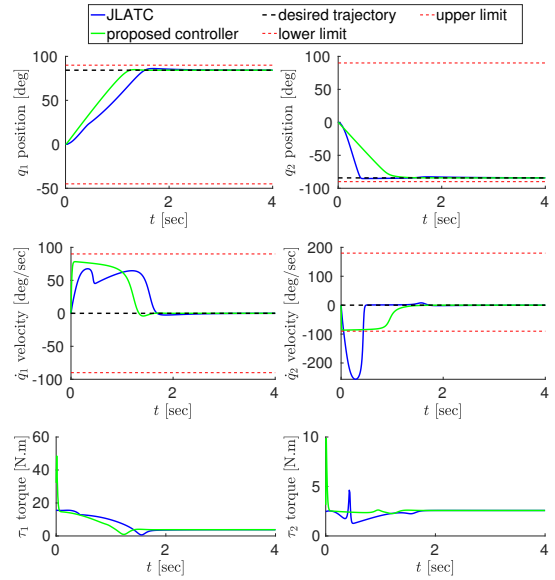 JLATC desired trajectory upper limit
proposed controller lower limit
100
50
0
-50
0 2 4
q₁ position [deg]
t [sec]
100
50
0
-50
-100
0 2 4
q₂ position [deg]
t [sec]
100
50
0
-50
-100
0 2 4
q̇₁ velocity [deg/sec]
t [sec]
200
100
0
-100
-200
0 2 4
q̇₂ velocity [deg/sec]
t [sec]
60
40
20
0
0 2 4
τ₁ torque [N.m]
t [sec]
10
5
0
0 2 4
τ₂ torque [N.m]
t [sec]